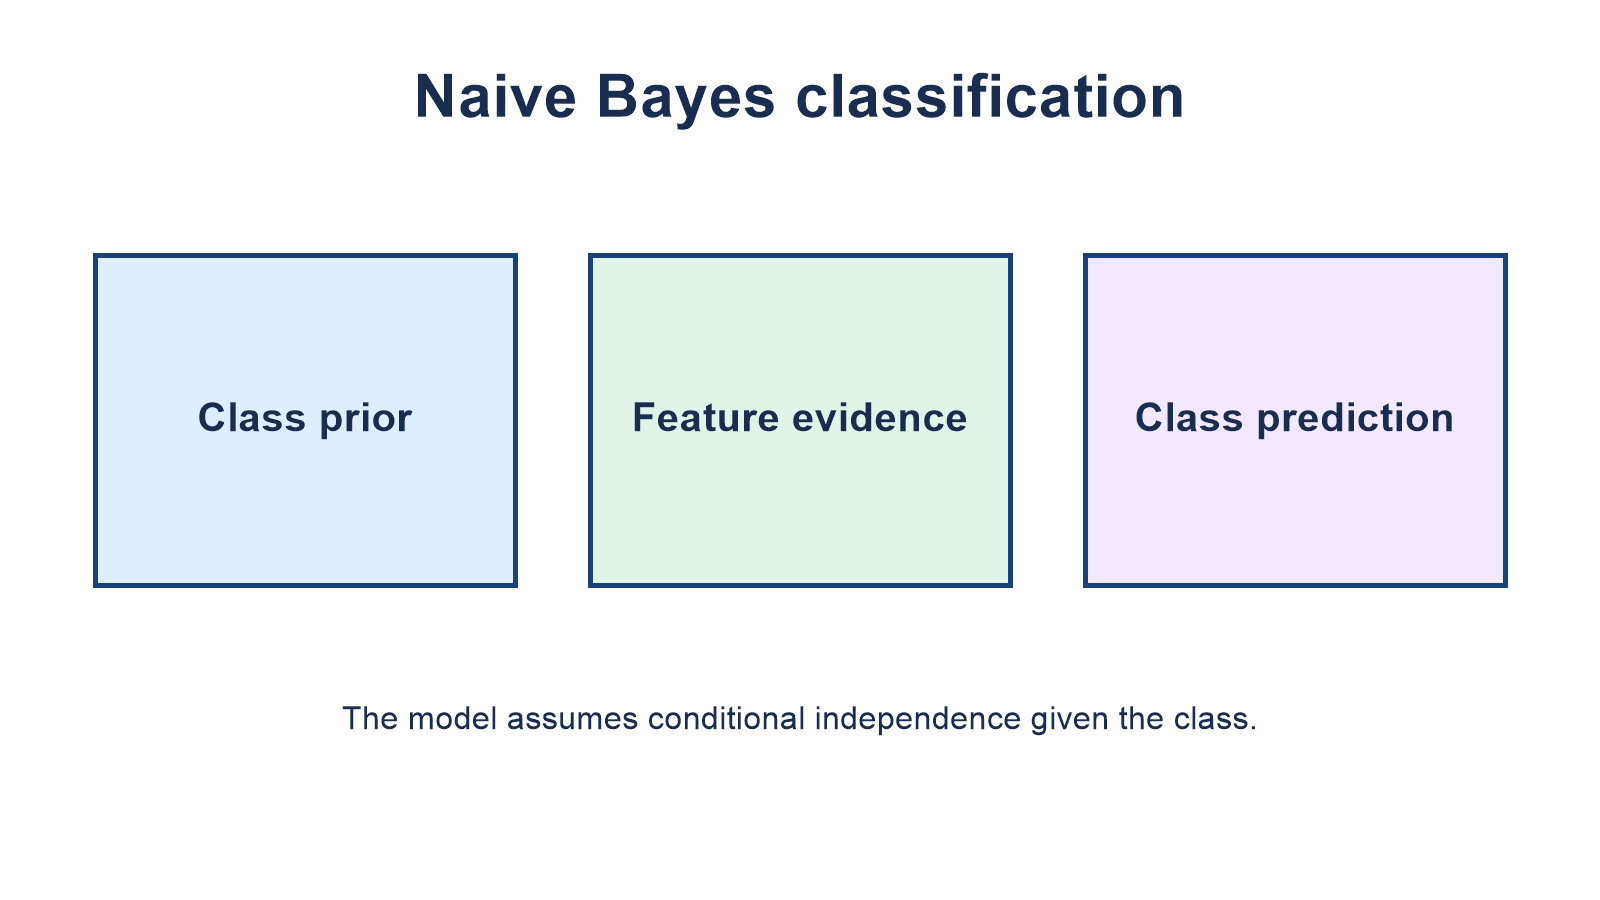 Naive Bayes classification
Class prior
Feature evidence
Class prediction
The model assumes conditional independence given the class.